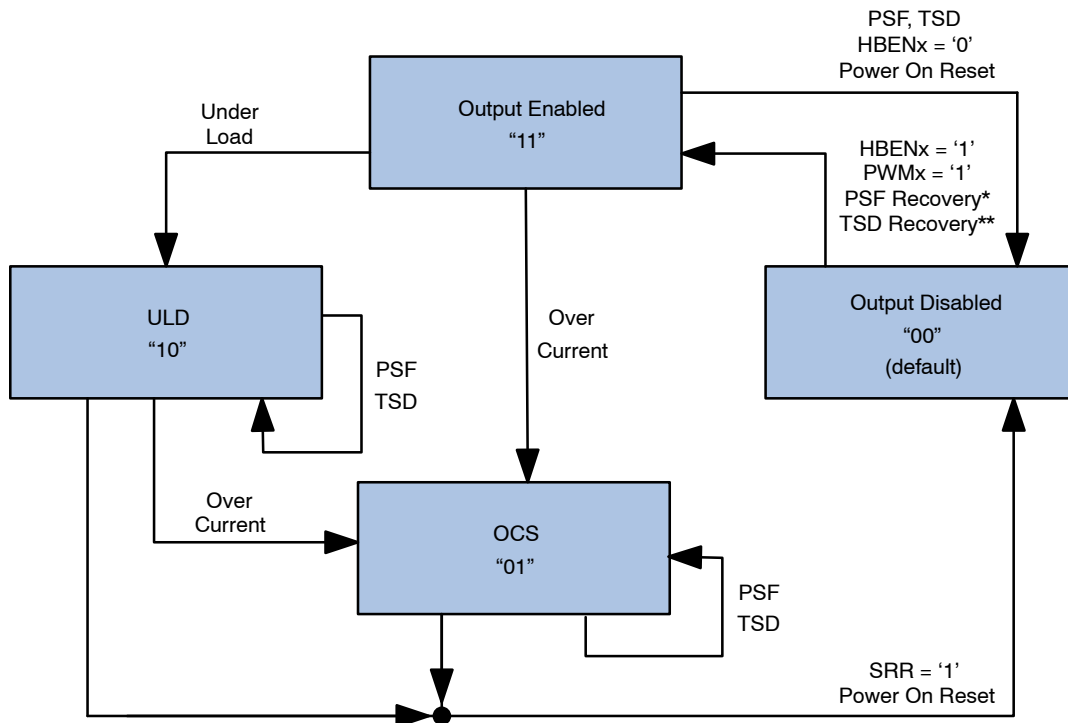 PSF, TSD
HBENx = ‘0’
Power On Reset
Output Enabled
“11”
Under
Load
HBENx = ‘1’
PWMx = ‘1’
PSF Recovery*
TSD Recovery**
ULD
“10”
PSF
TSD
Over
Current
Output Disabled
“00”
(default)
Over
Current
OCS
“01”
PSF
TSD
SRR = ‘1’
Power On Reset